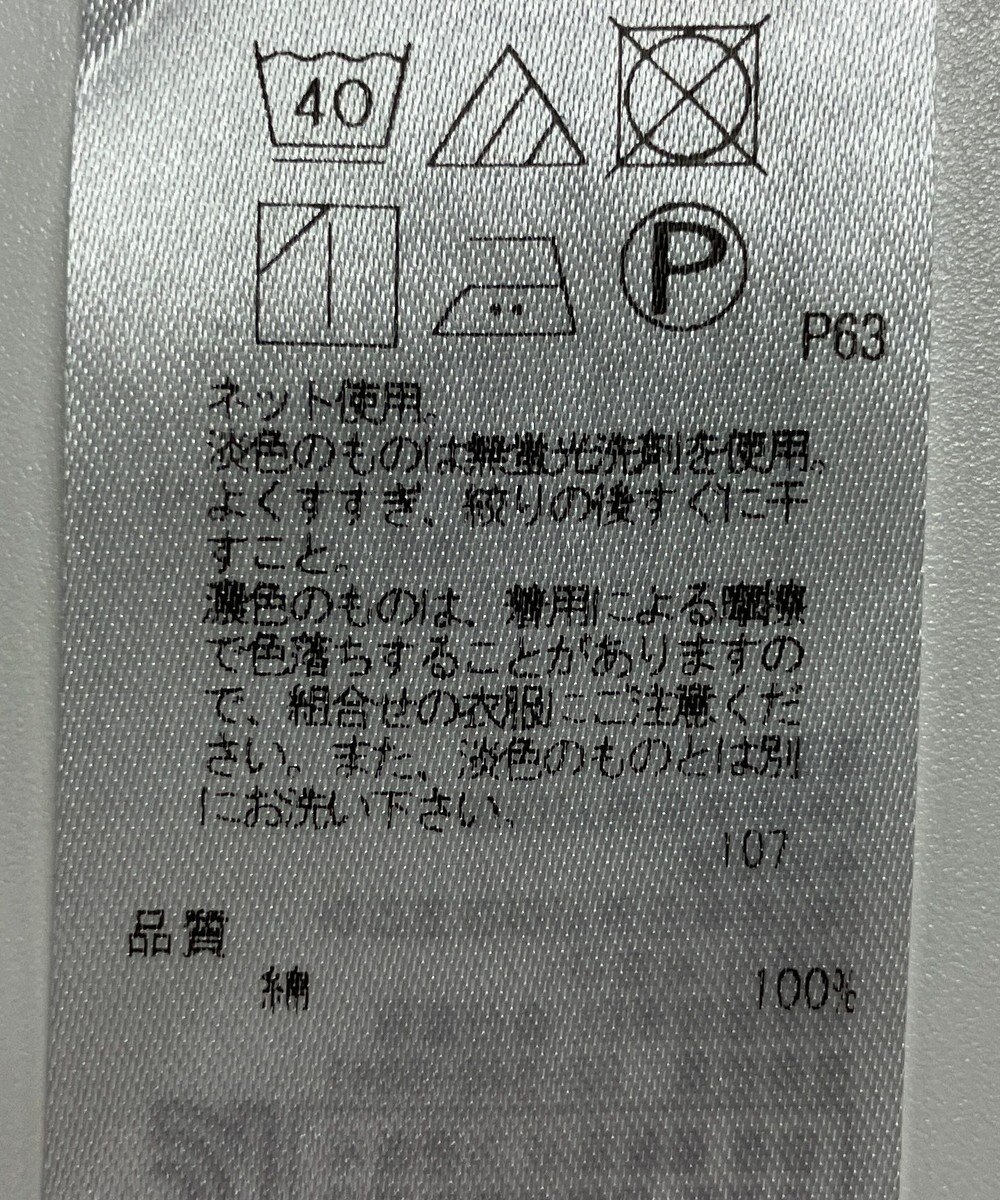 40
P
P63
ネット使用。
淡色のものは無蛍光洗剤を使用。
よくすすぎ、絞りの後すぐに干
すこと。
濃色のものは、着用による摩擦
で色落ちすることがありますの
で、組合せの衣服にご注意くだ
さい。また、淡色のものとは別
にお洗い下さい。
107
品質
綿 100%